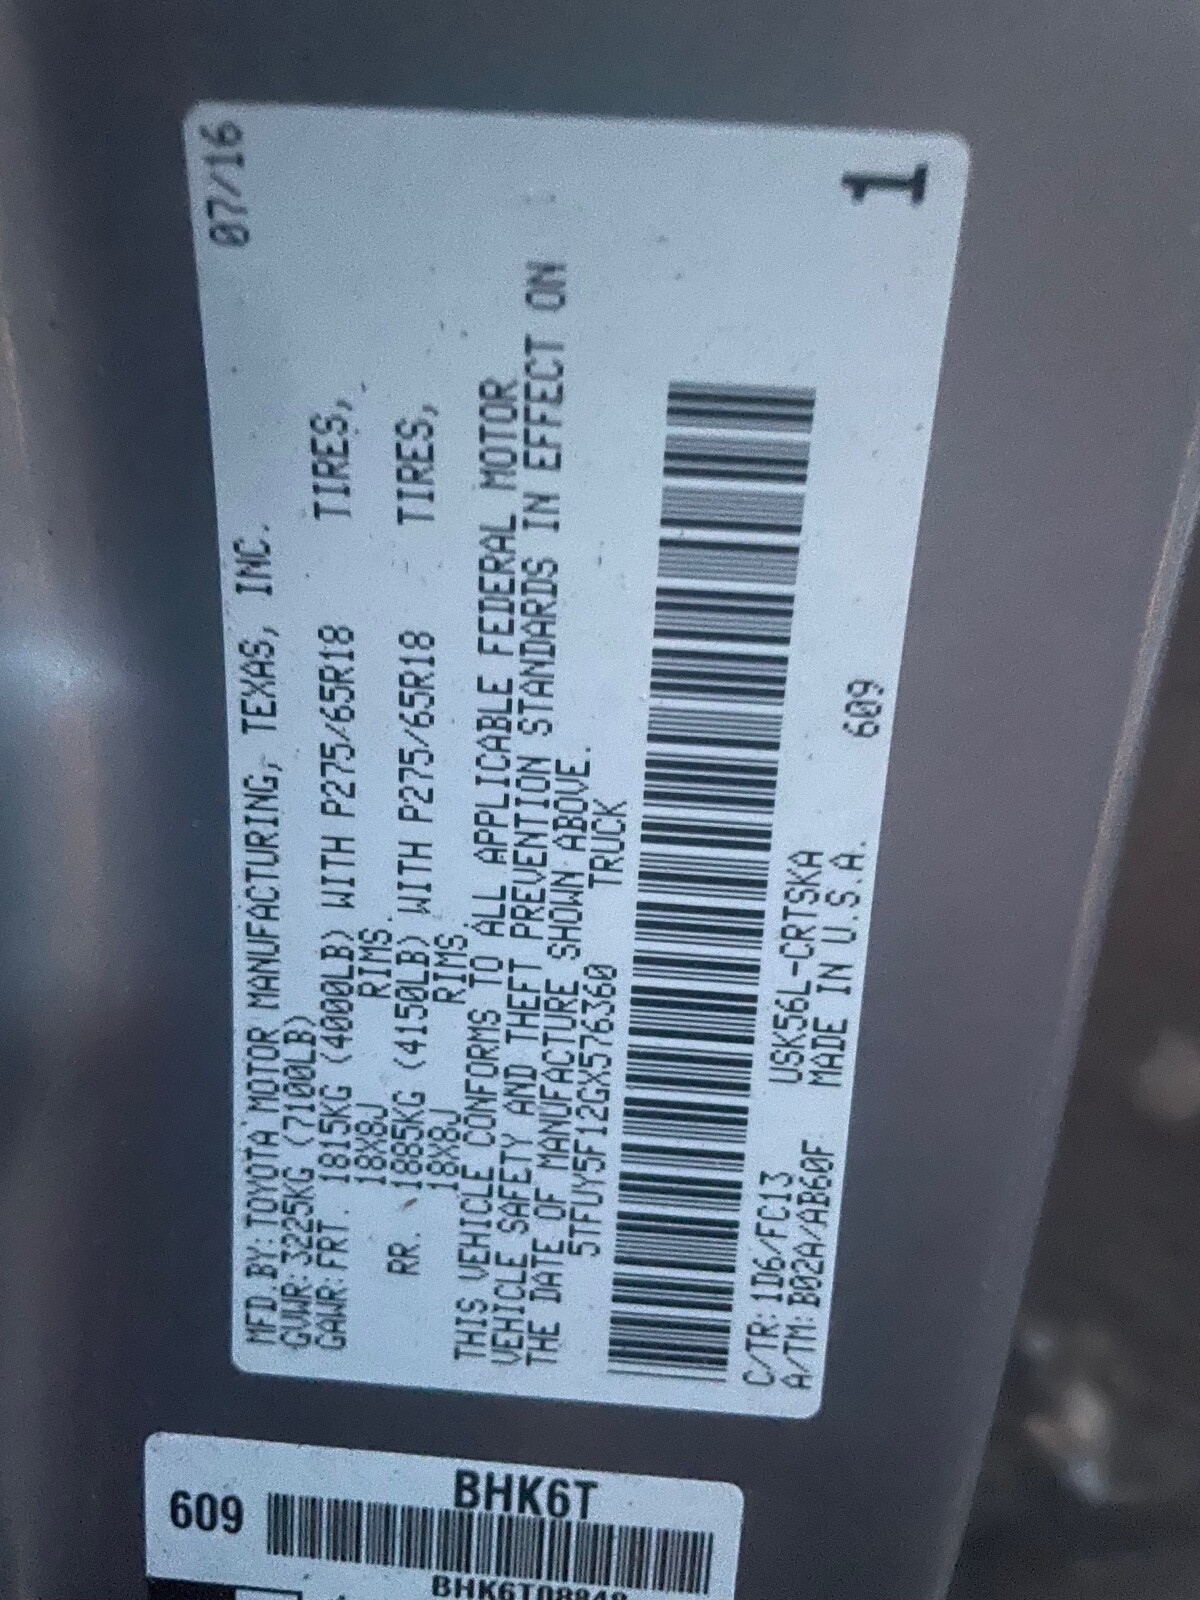 MFD.BY:TOYOTA MOTOR MANUFACTURING, TEXAS, INC. 07/16
GVWR:3225KG (7100LB)
GAWR:FRT. 1815KG (4000LB) WITH P275/65R18 TIRES,
18X8J RIMS.
RR. 1885KG (4150LB) WITH P275/65R18 TIRES,
18X8J RIMS.
THIS VEHICLE CONFORMS TO ALL APPLICABLE FEDERAL MOTOR
VEHICLE SAFETY AND THEFT PREVENTION STANDARDS IN EFFECT ON
THE DATE OF MANUFACTURE SHOWN ABOVE.
5TFUY5F12GX576360 TRUCK
C/TR:1D6/FC13 USK56L-CRTSKA
A/TM:B02A/AB60F MADE IN U.S.A. 609
1
609 BHK6T